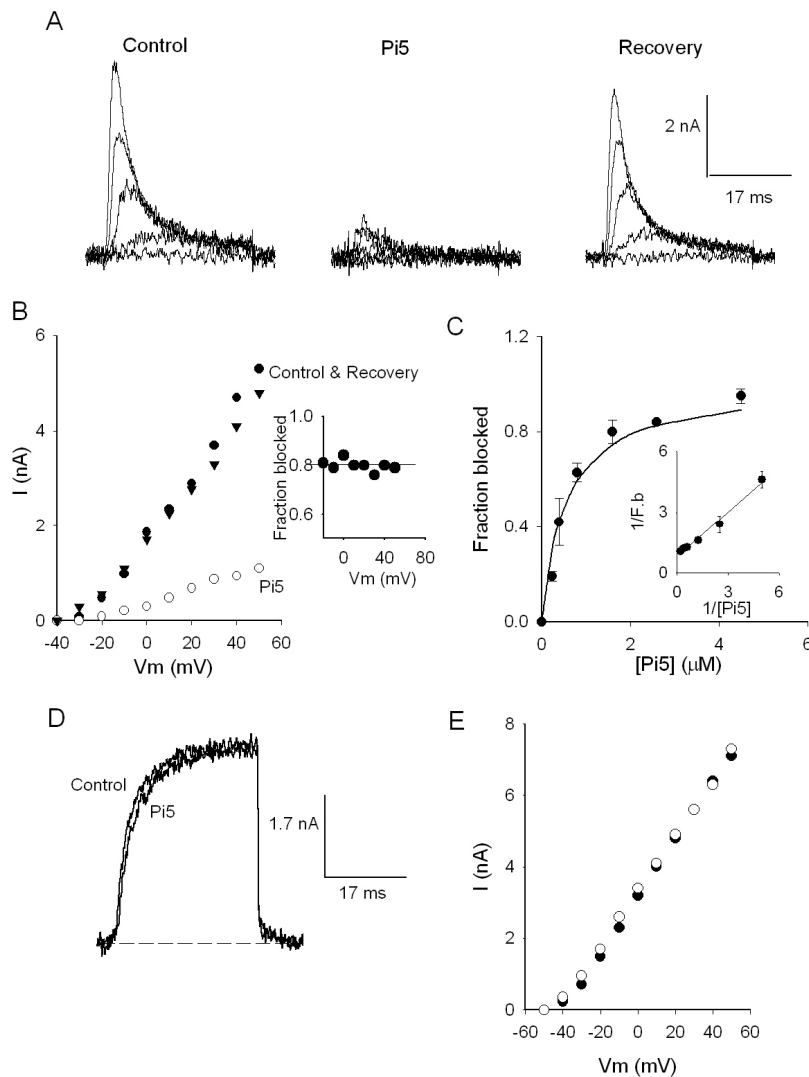 A
Control
Pi5
Recovery
2 nA
17 ms
B
6
4
2
0
I (nA)
-40 -20 0 20 40 60
Vm (mV)
Control & Recovery
Pi5
1.0
0.8
0.6
Fraction blocked
0 40 80
Vm (mV)
C
1.2
0.8
0.4
0.0
Fraction blocked
0 2 4 6
[Pi5] (μM)
6
3
0
1/F.b
0 3 6
1/[Pi5]
D
Control
Pi5
1.7 nA
17 ms
E
8
6
4
2
0
I (nA)
-60 -40 -20 0 20 40 60
Vm (mV)